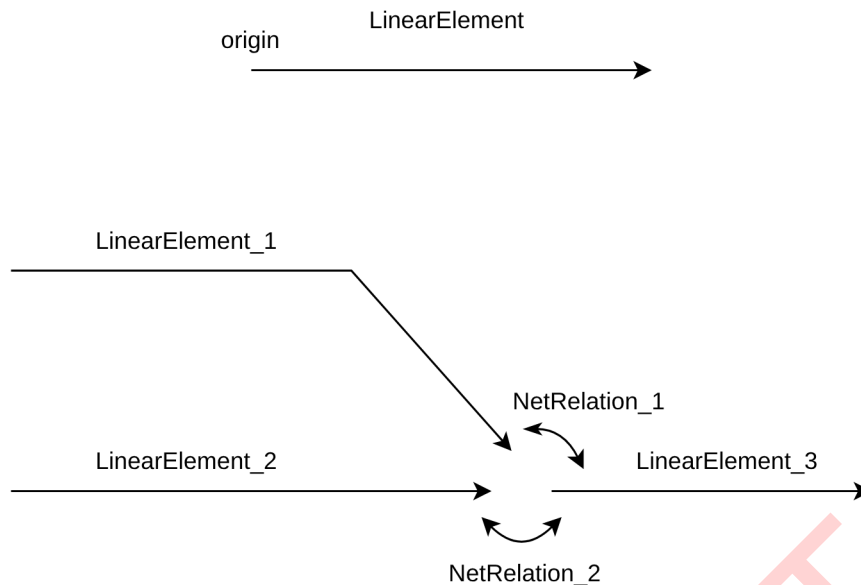 LinearElement
origin
LinearElement_1
NetRelation_1
LinearElement_2
LinearElement_3
NetRelation_2